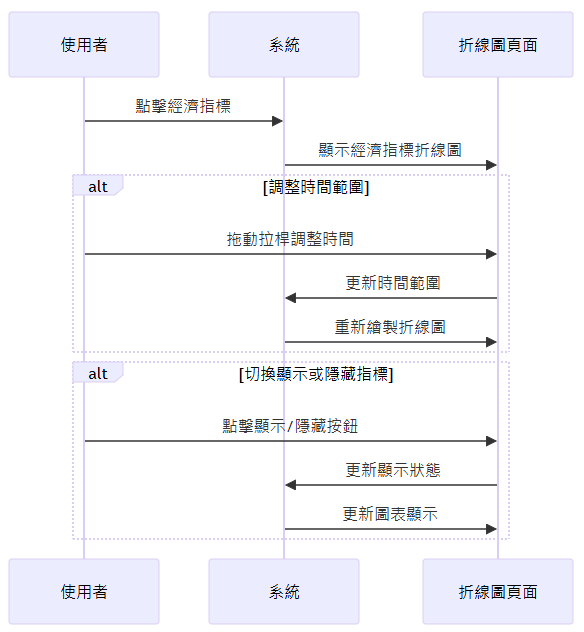 使用者
系統
折線圖頁面
點擊經濟指標
顯示經濟指標折線圖
alt
[調整時間範圍]
拖動拉桿調整時間
更新時間範圍
重新繪製折線圖
alt
[切換顯示或隱藏指標]
點擊顯示/隱藏按鈕
更新顯示狀態
更新圖表顯示
使用者
系統
折線圖頁面